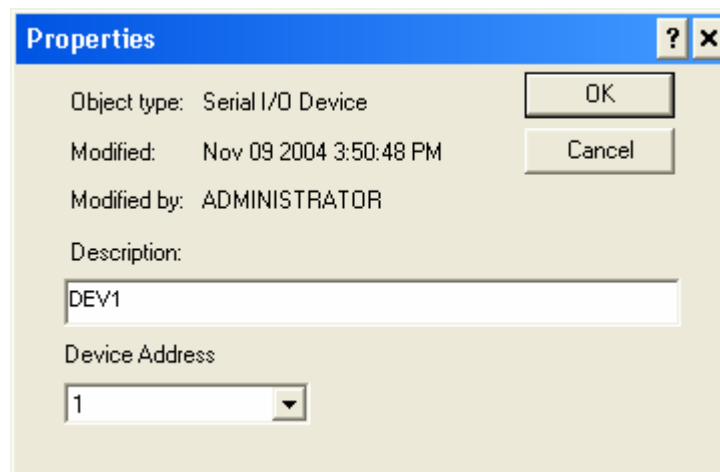 Properties
Object type: Serial I/O Device
OK
Modified: Nov 09 2004 3:50:48 PM
Cancel
Modified by: ADMINISTRATOR
Description:
DEV1
Device Address
1